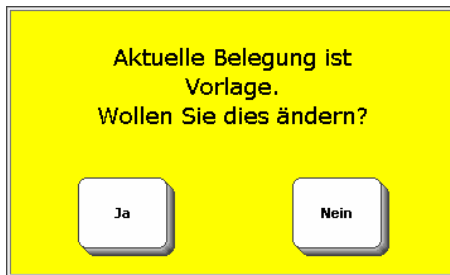 Aktuelle Belegung ist
Vorlage.
Wollen Sie dies ändern?
Ja
Nein